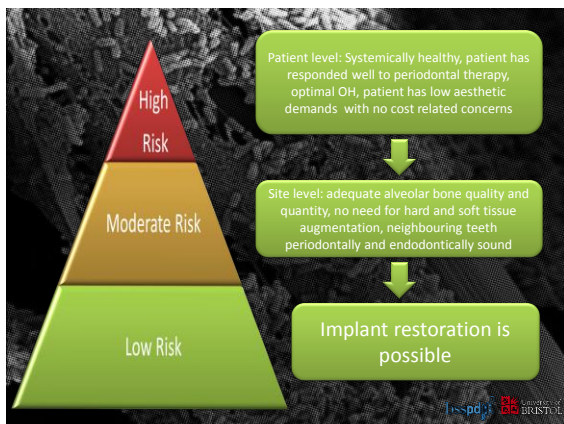 High
Risk
Moderate Risk
Low Risk
Patient level: Systemically healthy, patient has
responded well to periodontal therapy,
optimal OH, patient has low aesthetic
demands with no cost related concerns
Site level: adequate alveolar bone quality and
quantity, no need for hard and soft tissue
augmentation, neighbouring teeth
periodontally and endodontically sound
Implant restoration is
possible
University of
BRISTOL